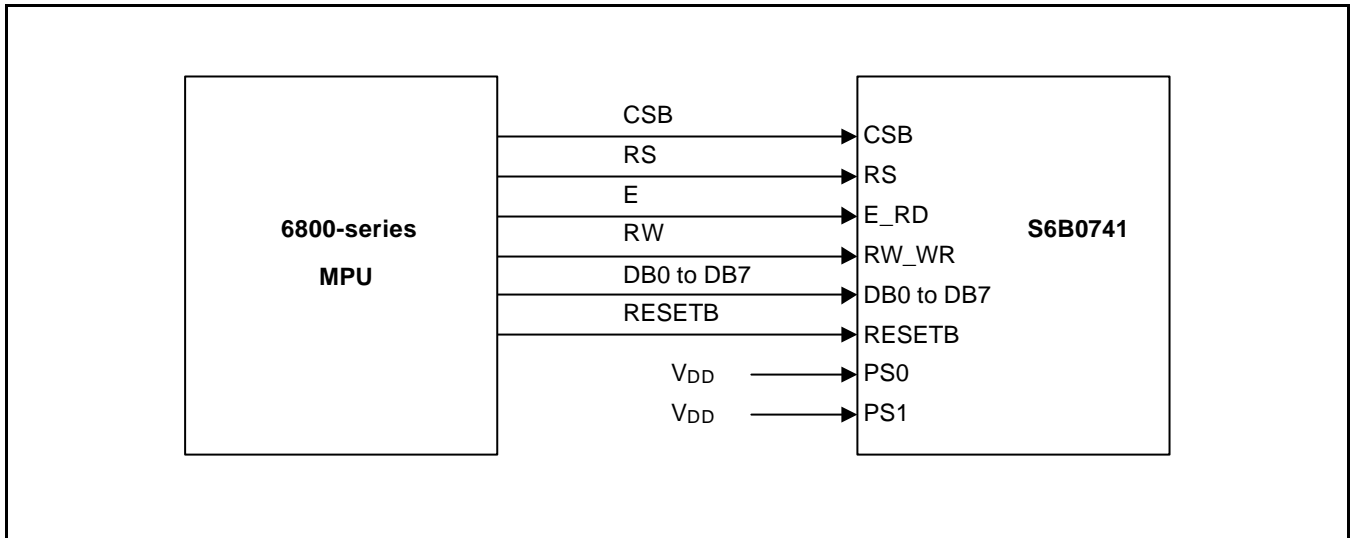 6800-series
MPU
CSB
RS
E
RW
DB0 to DB7
RESETB
VDD
VDD
CSB
RS
E_RD
RW_WR
DB0 to DB7
RESETB
PS0
PS1
S6B0741